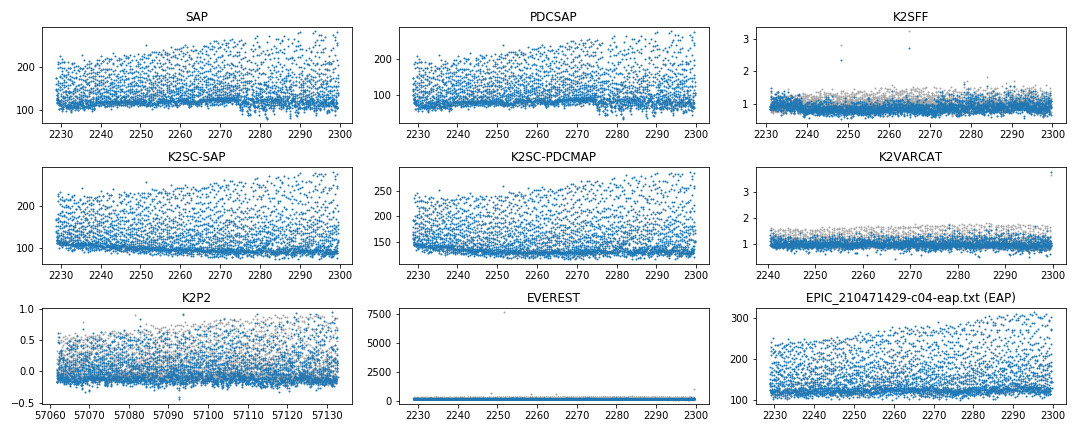 SAP
200
100
2230 2240 2250 2260 2270 2280 2290 2300
PDCSAP
200
100
2230 2240 2250 2260 2270 2280 2290 2300
K2SFF
3
2
1
2230 2240 2250 2260 2270 2280 2290 2300
K2SC-SAP
200
100
2230 2240 2250 2260 2270 2280 2290 2300
K2SC-PDCMAP
250
200
150
2230 2240 2250 2260 2270 2280 2290 2300
K2VARCAT
3
2
1
2240 2250 2260 2270 2280 2290 2300
K2P2
1.0
0.5
0.0
−0.5
57060 57070 57080 57090 57100 57110 57120 57130
EVEREST
7500
5000
2500
0
2230 2240 2250 2260 2270 2280 2290 2300
EPIC_210471429-c04-eap.txt (EAP)
300
200
100
2230 2240 2250 2260 2270 2280 2290 2300